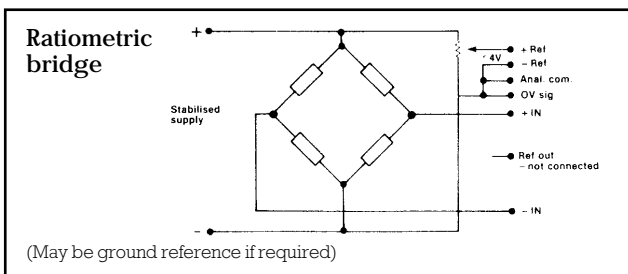 Ratiometric
bridge
+
+ Ref
4V
- Ref
Anal. com.
OV sig
Stabilised
supply
+ IN
Ref out
- not connected
- IN
-
(May be ground reference if required)